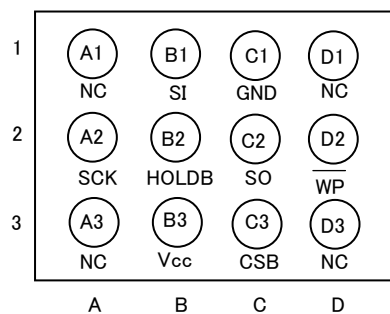 1 A1 B1 C1 D1
NC SI GND NC
2 A2 B2 C2 D2
SCK HOLDB SO W̅P̅
3 A3 B3 C3 D3
NC Vcc CSB NC
A B C D